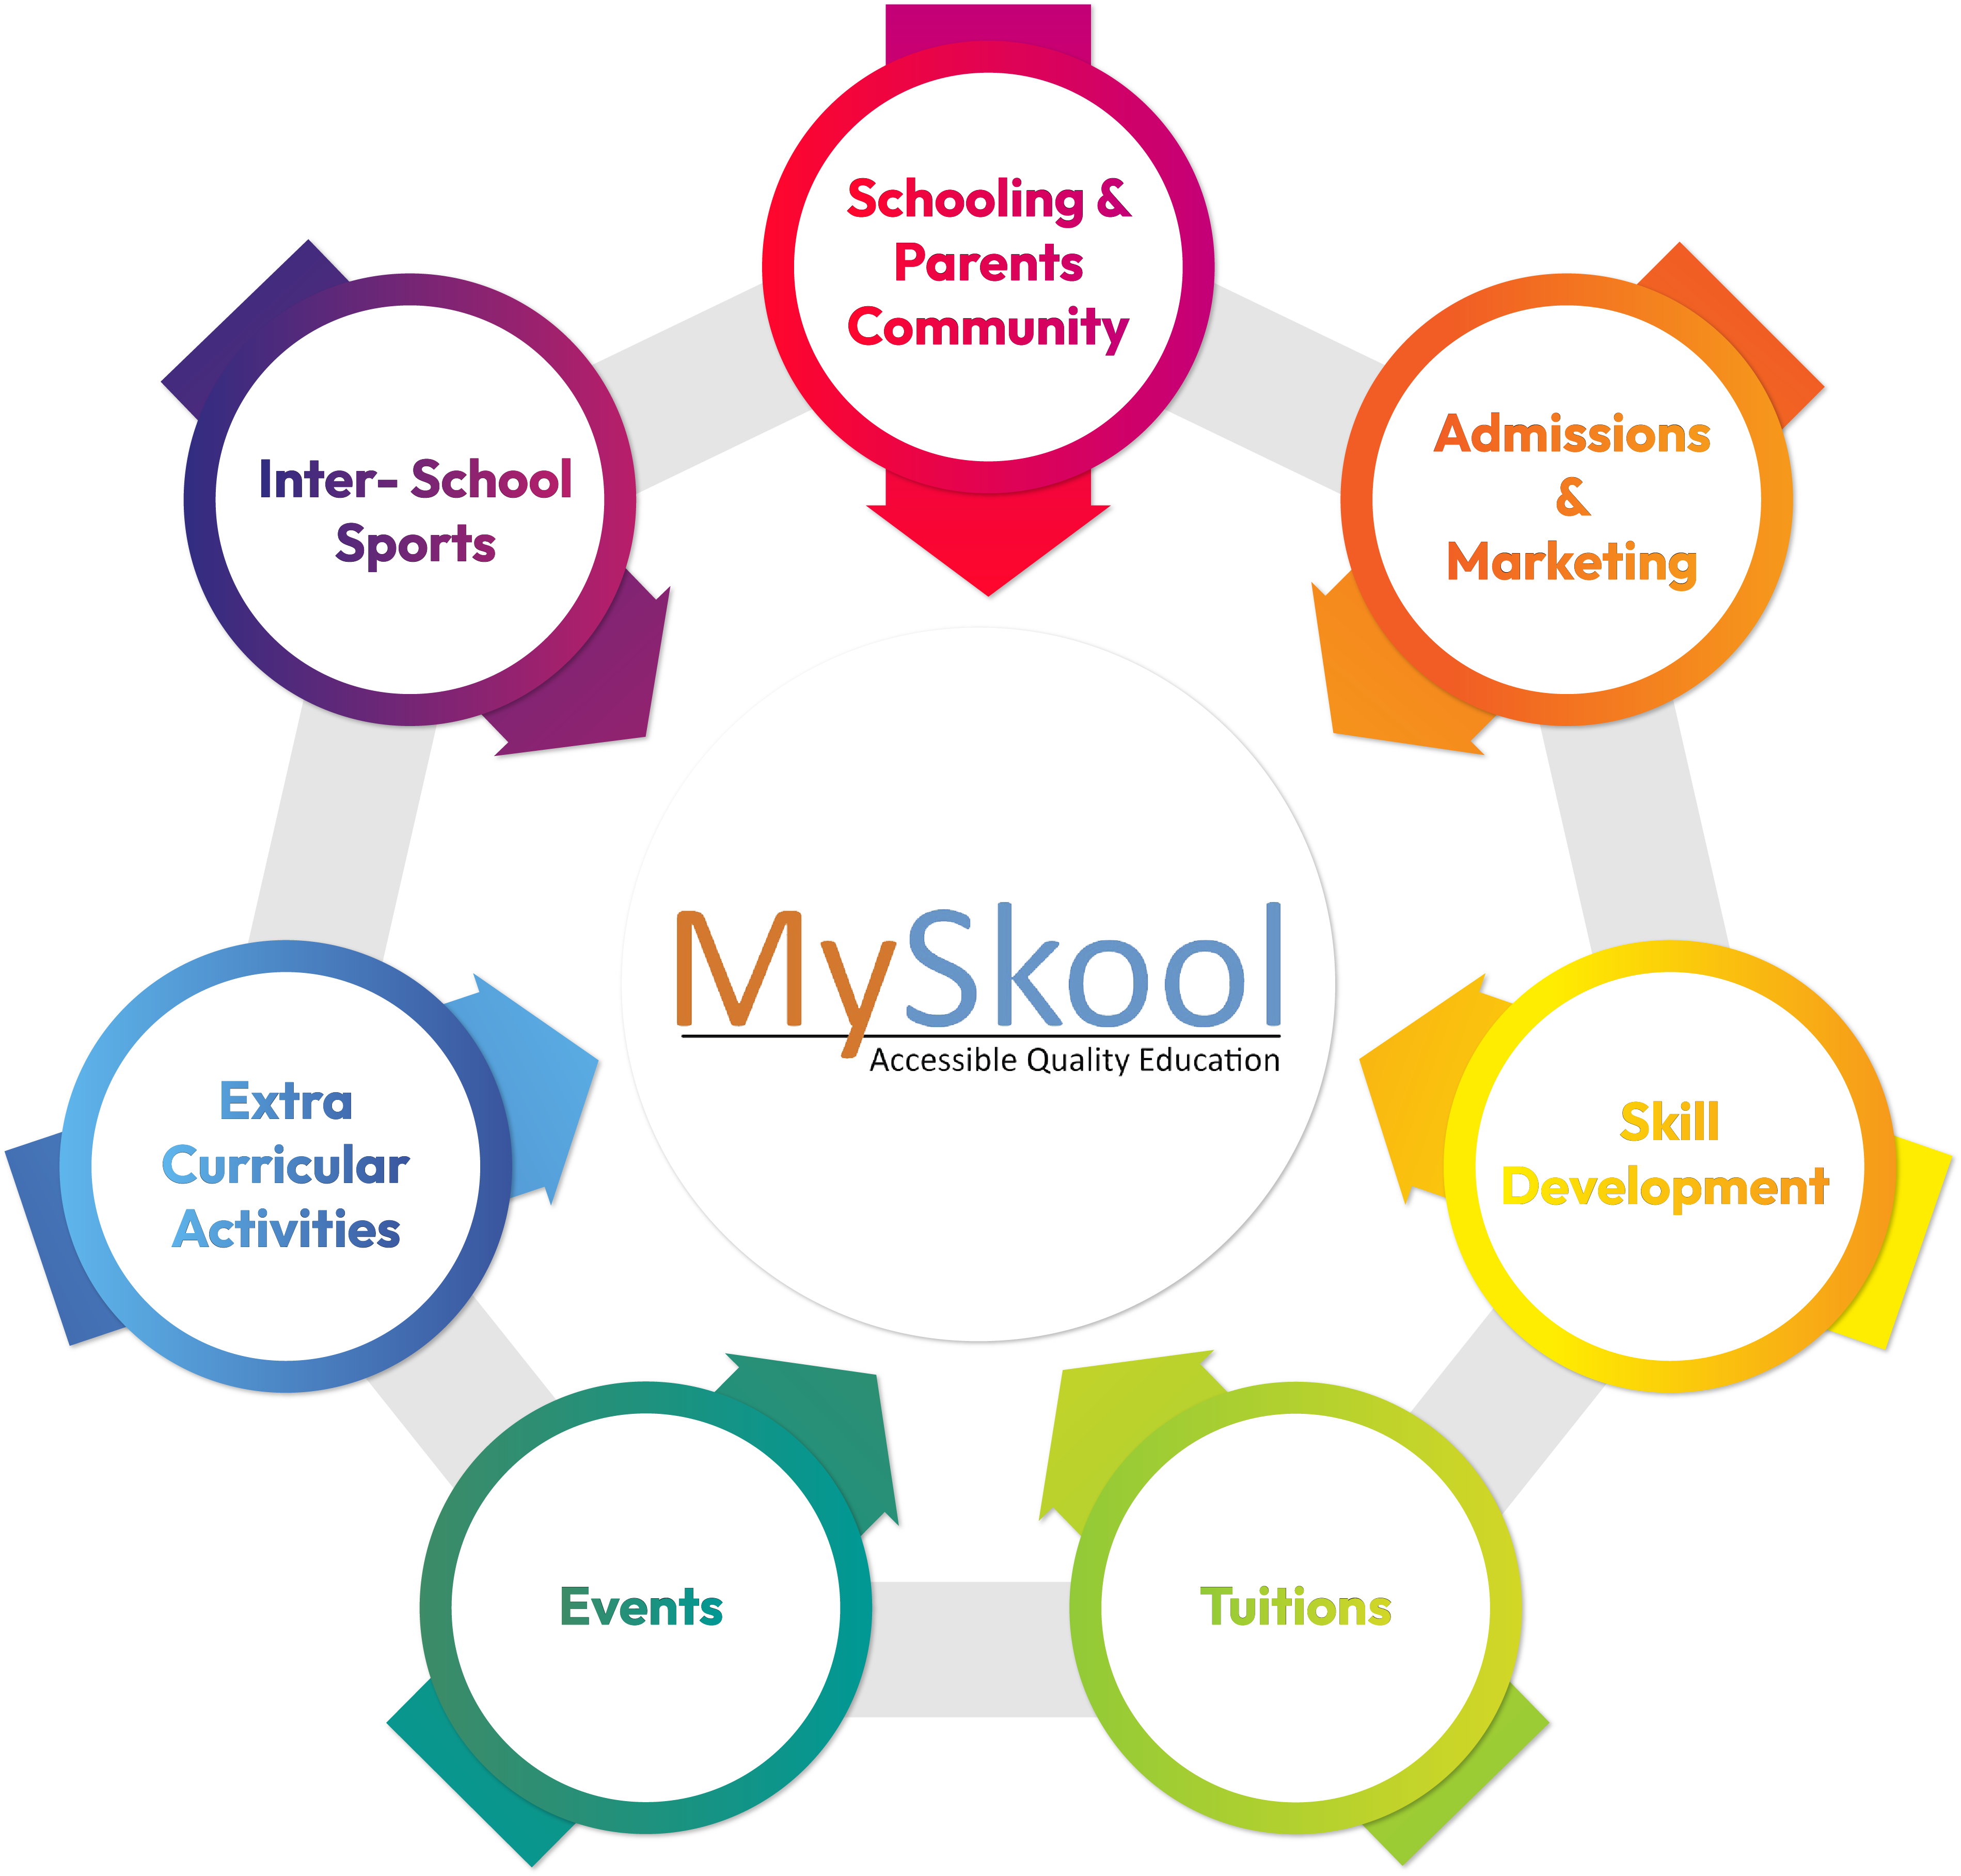 Schooling &
Parents
Community
Admissions
&
Marketing
Inter- School
Sports
MySkool
Accessible Quality Education
Extra
Curricular
Activities
Skill
Development
Events
Tuitions